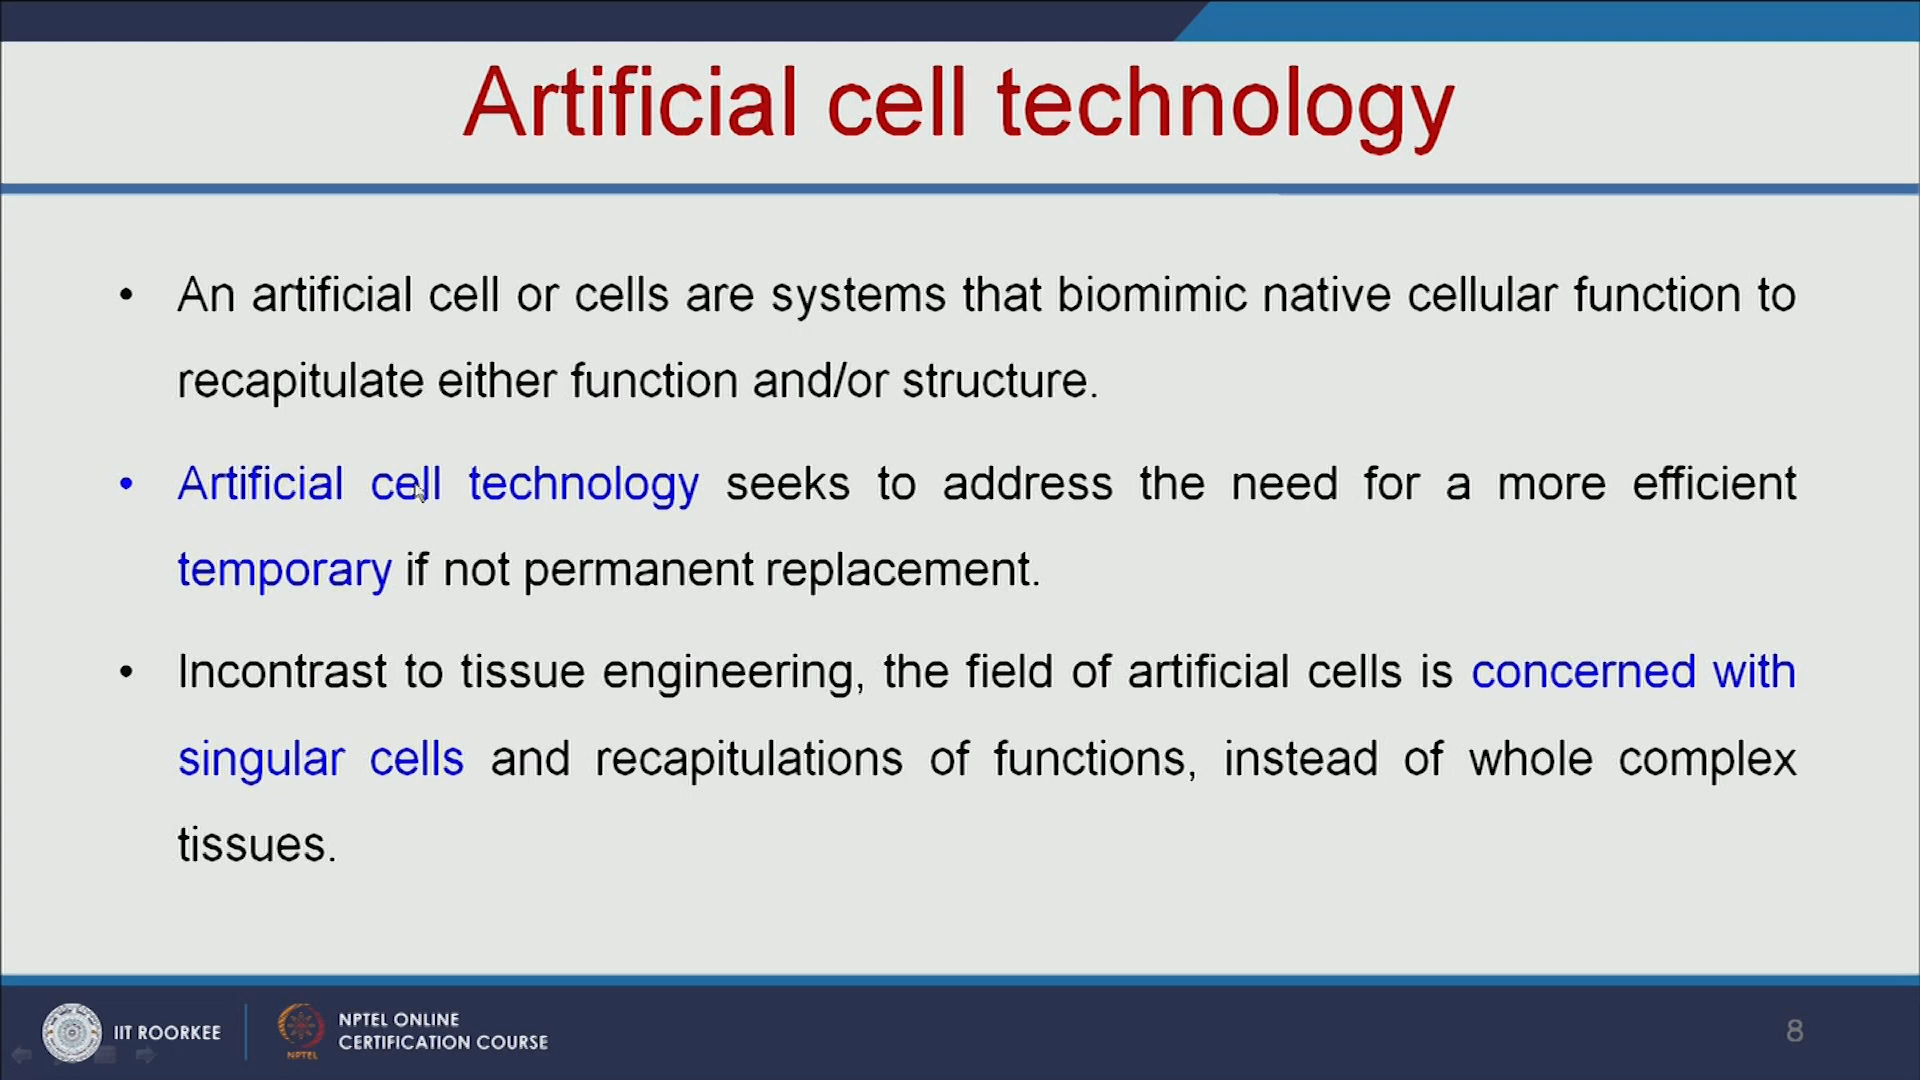 Artificial cell technology
• An artificial cell or cells are systems that biomimic native cellular function to
recapitulate either function and/or structure.
• Artificial cell technology seeks to address the need for a more efficient
temporary if not permanent replacement.
• Incontrast to tissue engineering, the field of artificial cells is concerned with
singular cells and recapitulations of functions, instead of whole complex
tissues.
IIT ROORKEE
NPTEL
NPTEL ONLINE
CERTIFICATION COURSE
8